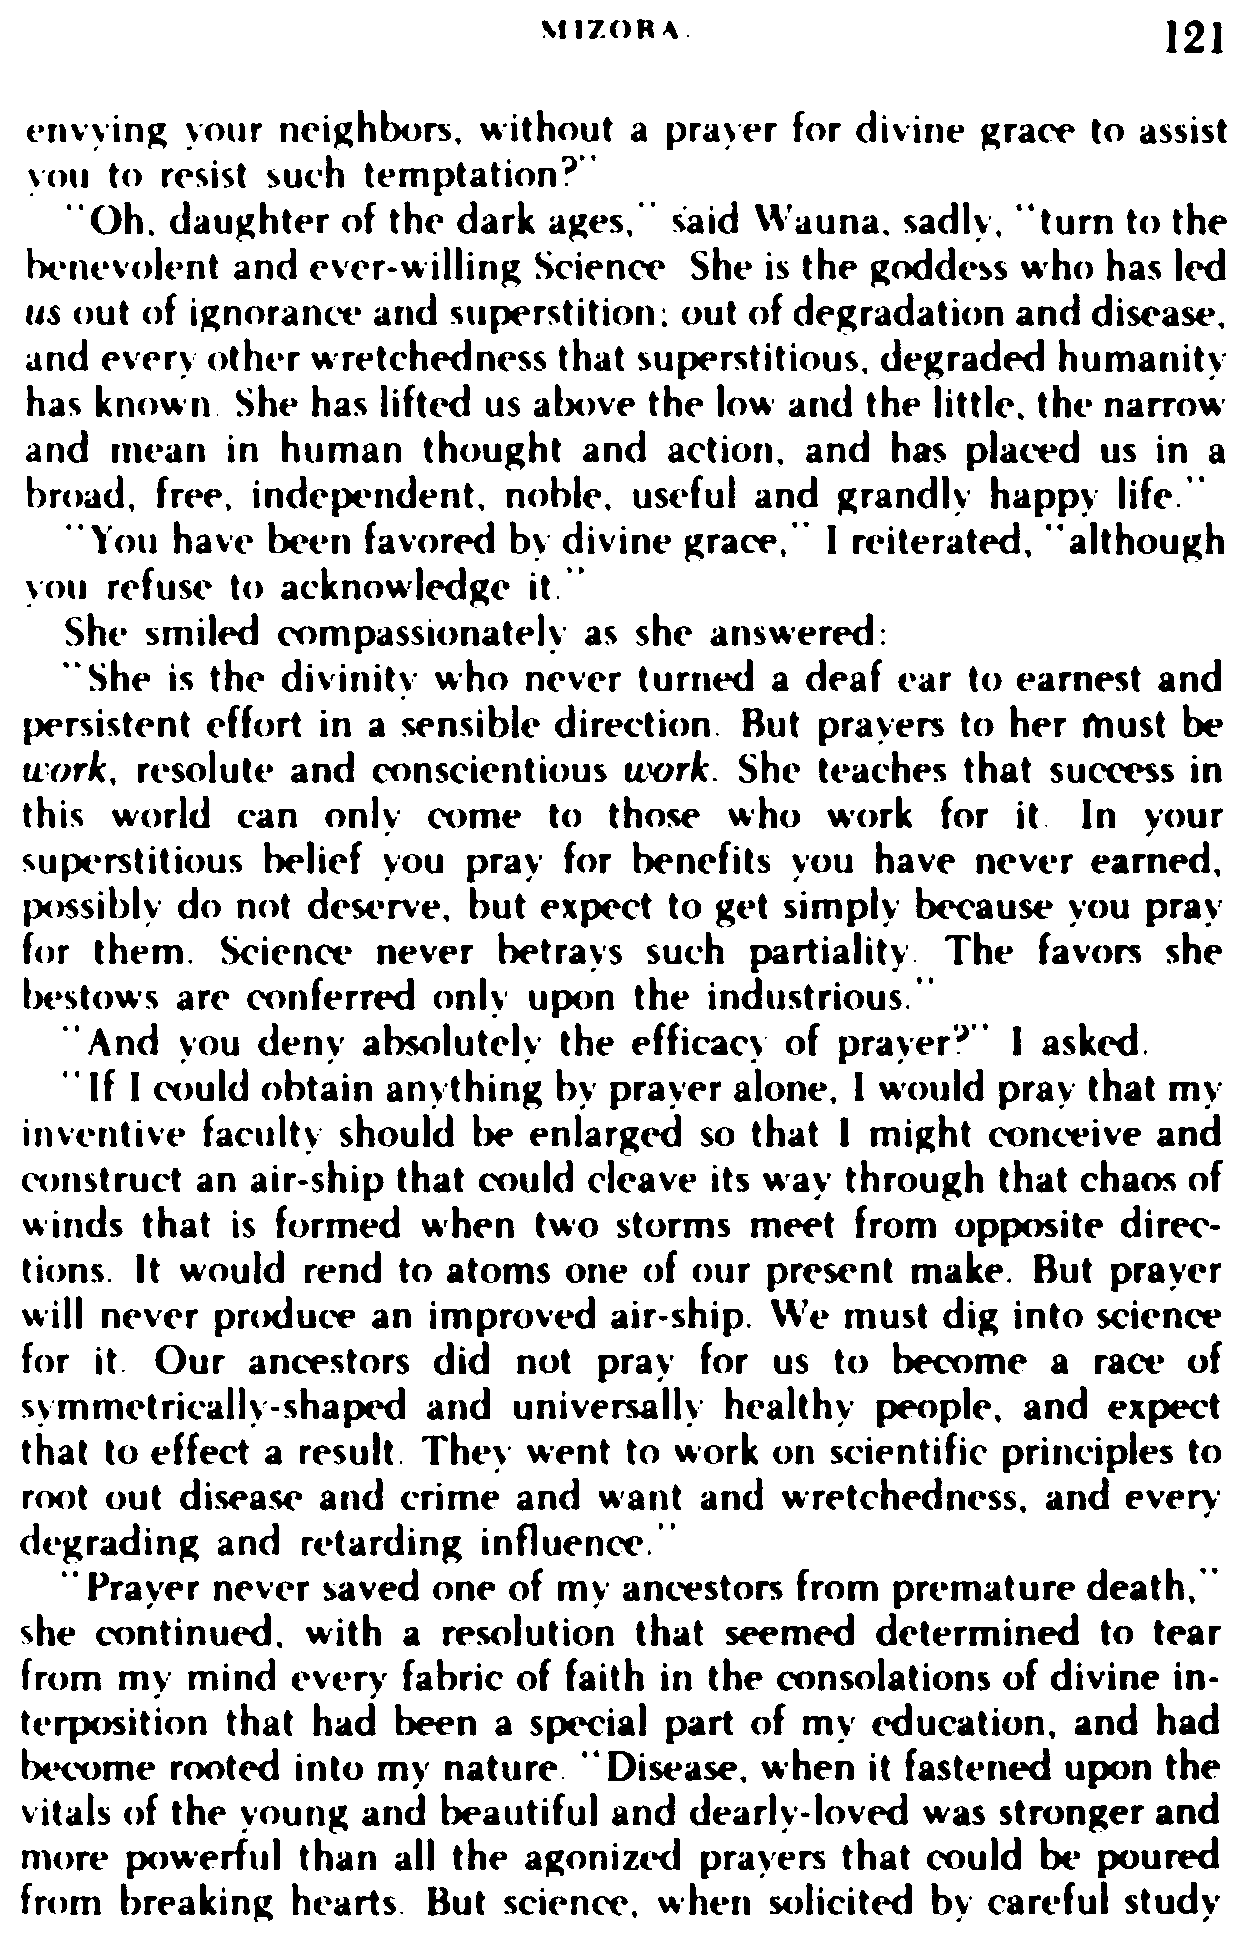 MIZORA. 121
envying your neighbors, without a prayer for divine grace to assist
you to resist such temptation?"
"Oh, daughter of the dark ages," said Wauna, sadly, "turn to the
benevolent and ever-willing Science. She is the goddess who has led
us out of ignorance and superstition; out of degradation and disease,
and every other wretchedness that superstitious, degraded humanity
has known. She has lifted us above the low and the little, the narrow
and mean in human thought and action, and has placed us in a
broad, free, independent, noble, useful and grandly happy life."
"You have been favored by divine grace," I reiterated, "although
you refuse to acknowledge it."
She smiled compassionately as she answered:
"She is the divinity who never turned a deaf ear to earnest and
persistent effort in a sensible direction. But prayers to her must be
work, resolute and conscientious work. She teaches that success in
this world can only come to those who work for it. In your
superstitious belief you pray for benefits you have never earned,
possibly do not deserve, but expect to get simply because you pray
for them. Science never betrays such partiality. The favors she
bestows are conferred only upon the industrious."
"And you deny absolutely the efficacy of prayer?" I asked.
"If I could obtain anything by prayer alone, I would pray that my
inventive faculty should be enlarged so that I might conceive and
construct an air-ship that could cleave its way through that chaos of
winds that is formed when two storms meet from opposite direc-
tions. It would rend to atoms one of our present make. But prayer
will never produce an improved air-ship. We must dig into science
for it. Our ancestors did not pray for us to become a race of
symmetrically-shaped and universally healthy people, and expect
that to effect a result. They went to work on scientific principles to
root out disease and crime and want and wretchedness, and every
degrading and retarding influence."
"Prayer never saved one of my ancestors from premature death,"
she continued, with a resolution that seemed determined to tear
from my mind every fabric of faith in the consolations of divine in-
terposition that had been a special part of my education, and had
become rooted into my nature. "Disease, when it fastened upon the
vitals of the young and beautiful and dearly-loved was stronger and
more powerful than all the agonized prayers that could be poured
from breaking hearts. But science, when solicited by careful study